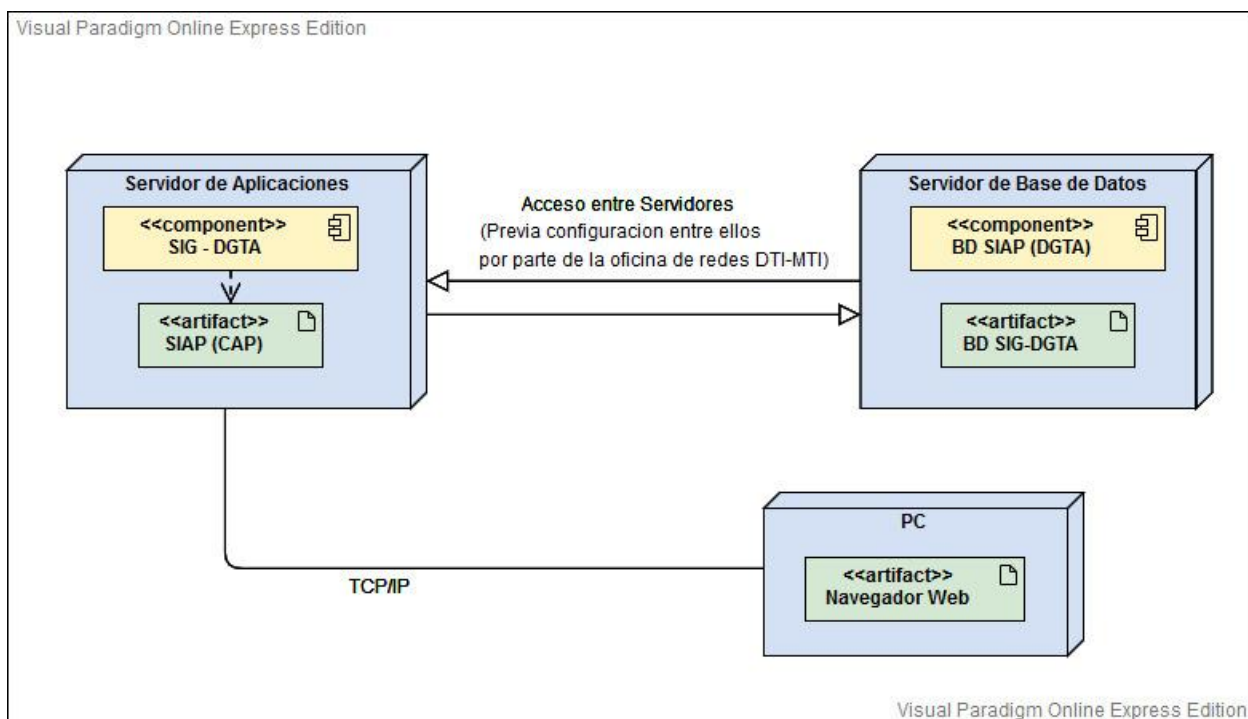 Visual Paradigm Online Express Edition
Servidor de Aplicaciones
<<component>>
SIG - DGTA
<<artifact>>
SIAP (CAP)
Acceso entre Servidores
(Previa configuracion entre ellos
por parte de la oficina de redes DTI-MTI)
Servidor de Base de Datos
<<component>>
BD SIAP (DGTA)
<<artifact>>
BD SIG-DGTA
TCP/IP
PC
<<artifact>>
Navegador Web
Visual Paradigm Online Express Edition